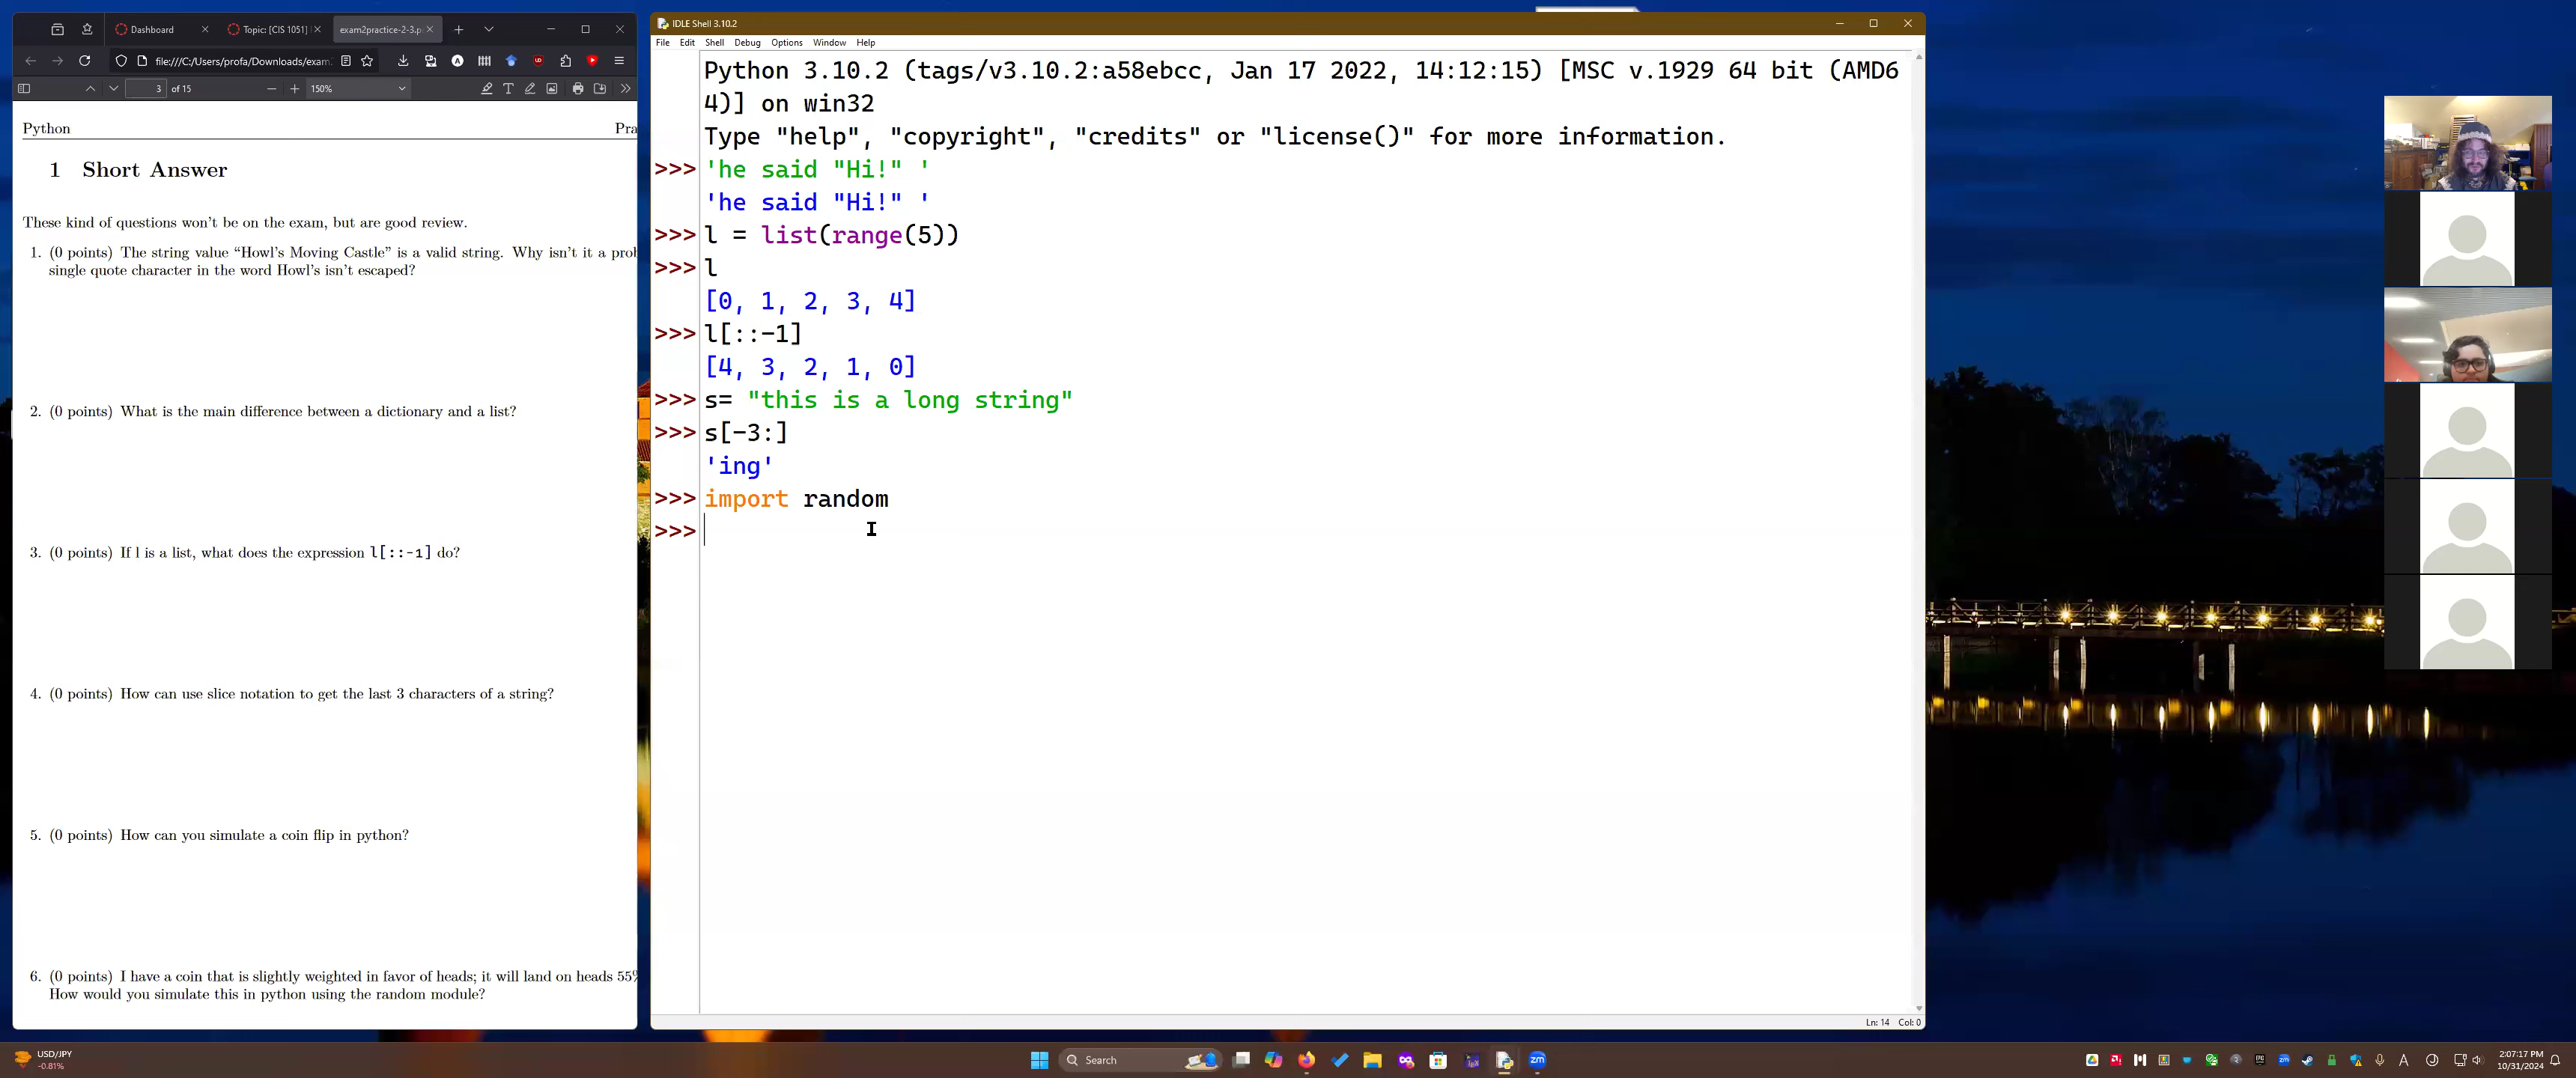 Dashboard
Topic: [CIS 1051]
exam2practice-2-3.p
file:///C:/Users/profa/Downloads/exam
3 of 15
150%
Python
Pra
1 Short Answer
These kind of questions won't be on the exam, but are good review.
1. (0 points) The string value “Howl's Moving Castle” is a valid string. Why isn't it a prob
single quote character in the word Howl's isn't escaped?
2. (0 points) What is the main difference between a dictionary and a list?
3. (0 points) If l is a list, what does the expression l[::-1] do?
4. (0 points) How can use slice notation to get the last 3 characters of a string?
5. (0 points) How can you simulate a coin flip in python?
6. (0 points) I have a coin that is slightly weighted in favor of heads; it will land on heads 55%
How would you simulate this in python using the random module?
IDLE Shell 3.10.2
File Edit Shell Debug Options Window Help
Python 3.10.2 (tags/v3.10.2:a58ebcc, Jan 17 2022, 14:12:15) [MSC v.1929 64 bit (AMD6
4)] on win32
Type "help", "copyright", "credits" or "license()" for more information.
>>> 'he said "Hi!" '
'he said "Hi!" '
>>> l = list(range(5))
>>> l
[0, 1, 2, 3, 4]
>>> l[::-1]
[4, 3, 2, 1, 0]
>>> s= "this is a long string"
>>> s[-3:]
'ing'
>>> import random
>>>
Ln: 14 Col: 0
USD/JPY
-0.81%
Search
zm
2:07:17 PM
10/31/2024